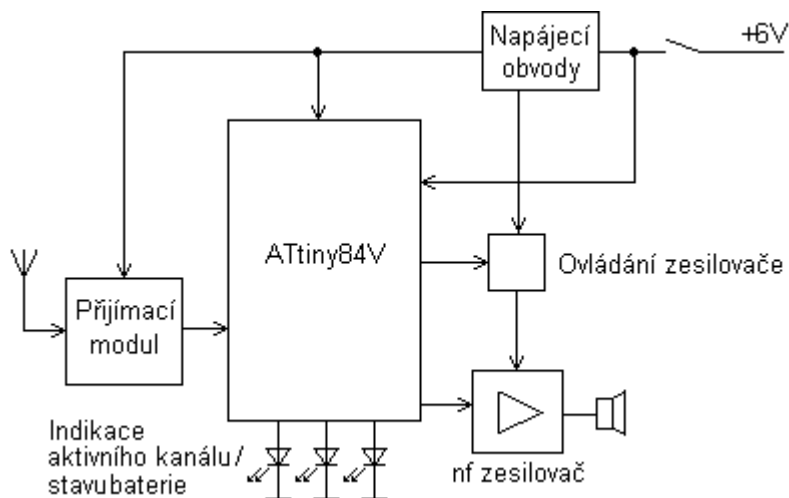 Napájecí
obvody
+6V
ATtiny84V
Ovládání zesilovače
Přijímací
modul
Indikace
aktivního kanálu/
stavubaterie
nf zesilovač